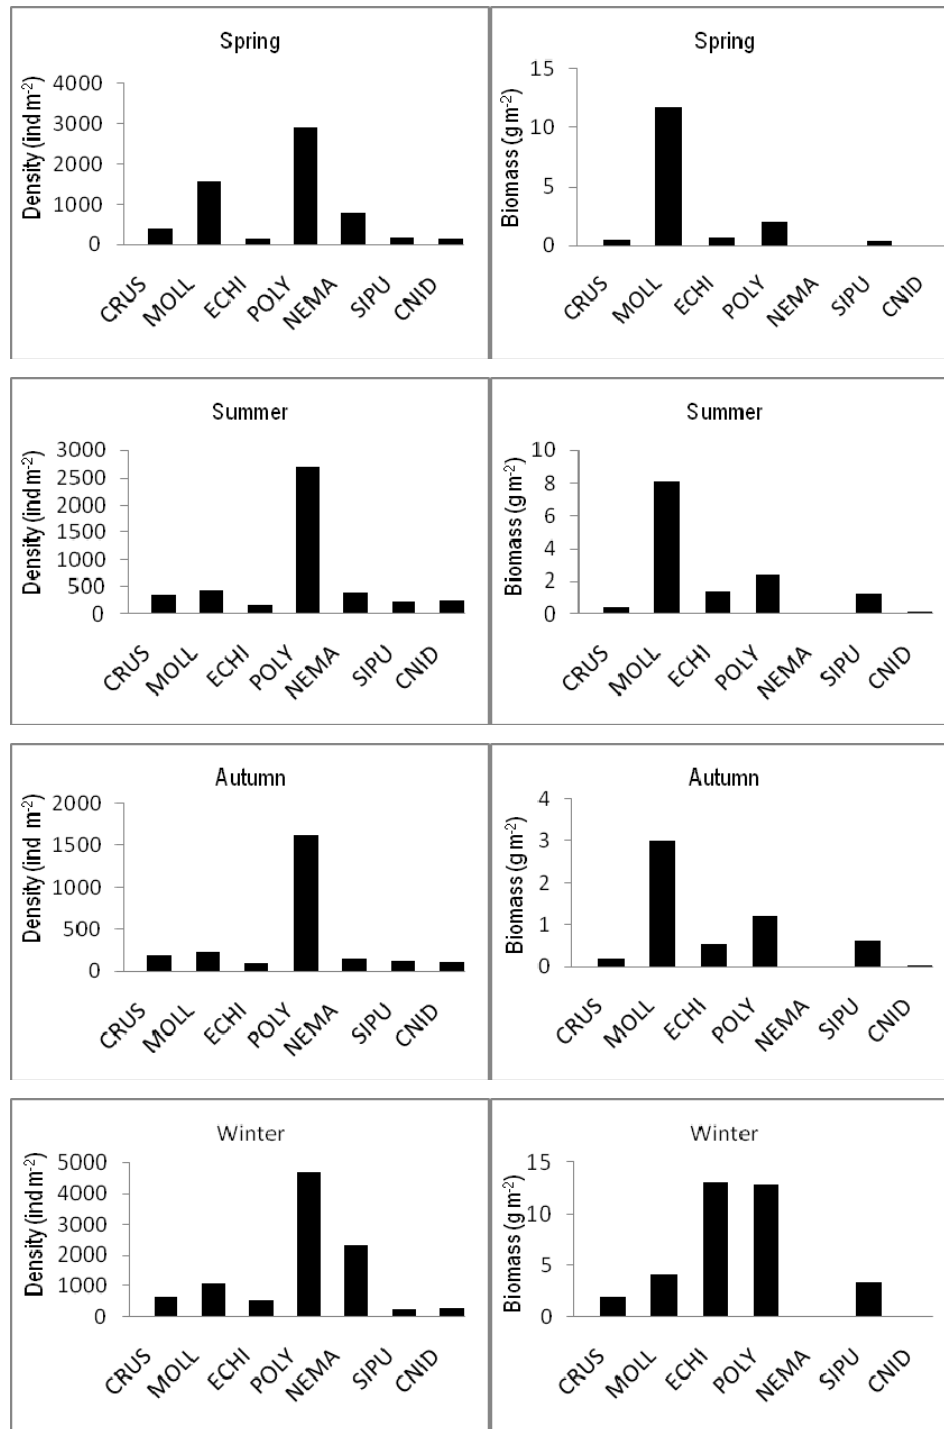 Spring
Density (ind m-2)
4000
3000
2000
1000
0
CRUS
MOLL
ECHI
POLY
NEMA
SIPU
CNID
Spring
Biomass (g m-2)
15
10
5
0
CRUS
MOLL
ECHI
POLY
NEMA
SIPU
CNID
Summer
Density (ind m-2)
3000
2500
2000
1500
1000
500
0
CRUS
MOLL
ECHI
POLY
NEMA
SIPU
CNID
Summer
Biomass (g m-2)
10
8
6
4
2
0
CRUS
MOLL
ECHI
POLY
NEMA
SIPU
CNID
Autumn
Density (ind m-2)
2000
1500
1000
500
0
CRUS
MOLL
ECHI
POLY
NEMA
SIPU
CNID
Autumn
Biomass (g m-2)
4
3
2
1
0
CRUS
MOLL
ECHI
POLY
NEMA
SIPU
CNID
Winter
Density (ind m-2)
5000
4000
3000
2000
1000
0
CRUS
MOLL
ECHI
POLY
NEMA
SIPU
CNID
Winter
Biomass (g m-2)
15
10
5
0
CRUS
MOLL
ECHI
POLY
NEMA
SIPU
CNID